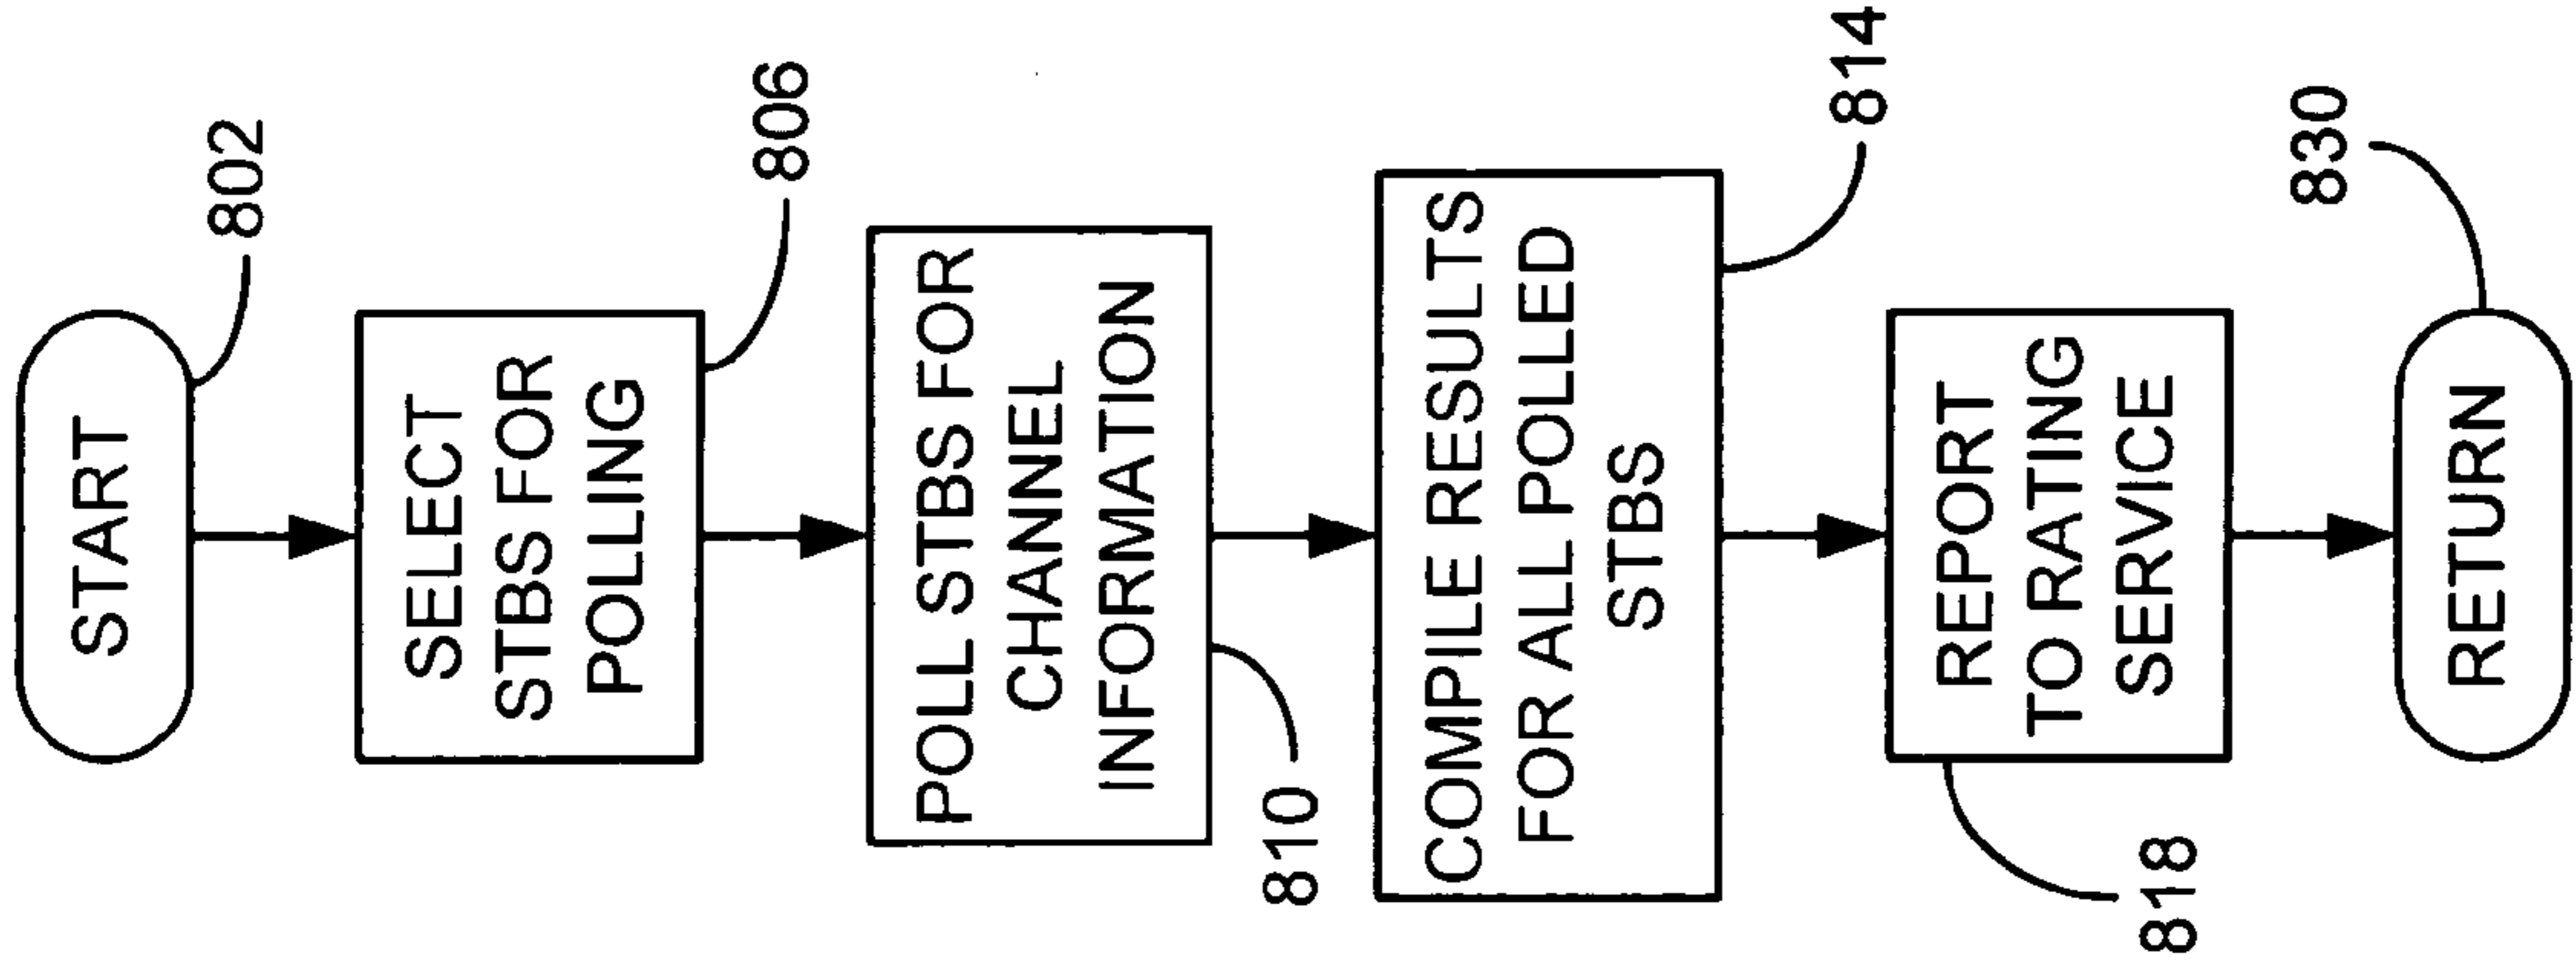 START
802
SELECT
STBS FOR
POLLING
806
POLL STBS FOR
CHANNEL
INFORMATION
810
COMPILE RESULTS
FOR ALL POLLED
STBS
814
REPORT
TO RATING
SERVICE
818
RETURN
830